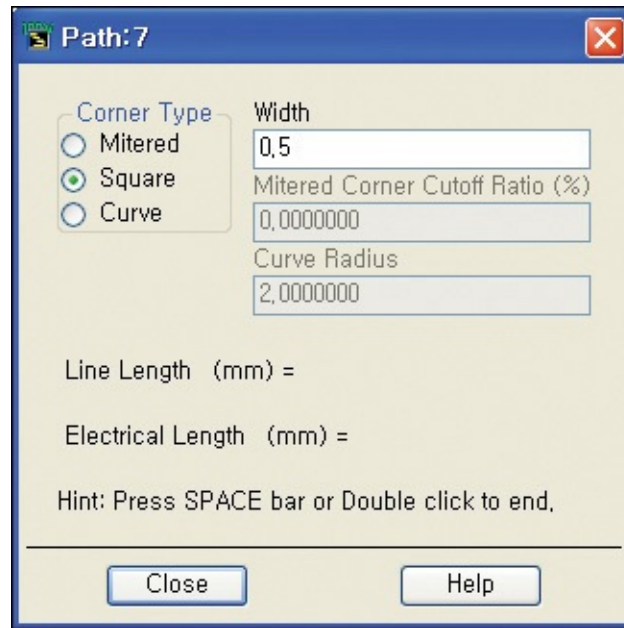 Path:7
Corner Type
Mitered
Square
Curve
Width
0.5
Mitered Corner Cutoff Ratio (%)
0.0000000
Curve Radius
2.0000000
Line Length (mm) =
Electrical Length (mm) =
Hint: Press SPACE bar or Double click to end.
Close
Help